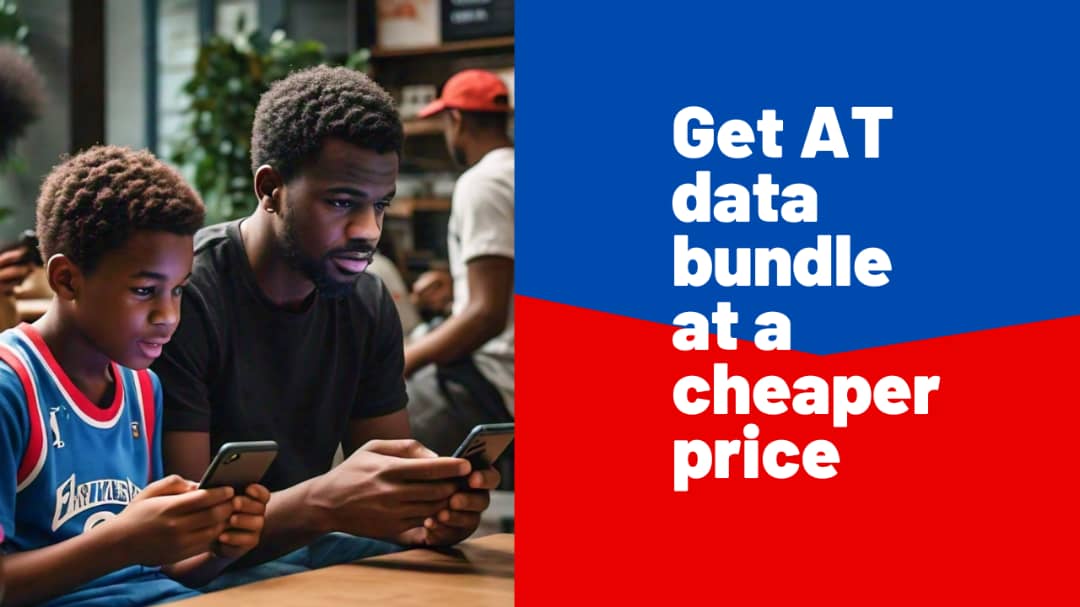 Get AT
data
bundle
at a
cheaper
price